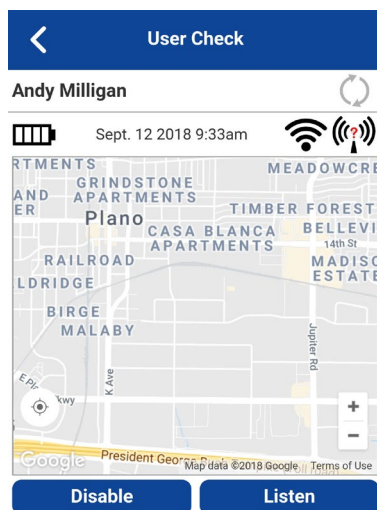 User Check
Andy Milligan
Sept. 12 2018 9:33am
?
RTMENTS
MEADOWCRE
GRINDSTONE
AND APARTMENTS
ER
TIMBER FOREST
Plano
CASA BLANCA
BELLEVI
APARTMENTS
14th St
RAILROAD
MADISO
ESTATE
LDRIDGE
BIRGE
MALABY
Jupiter Rd
K Ave
E Pl
kwy
+
−
Google
President George
Map data ©2018 Google
Terms of Use
Disable
Listen